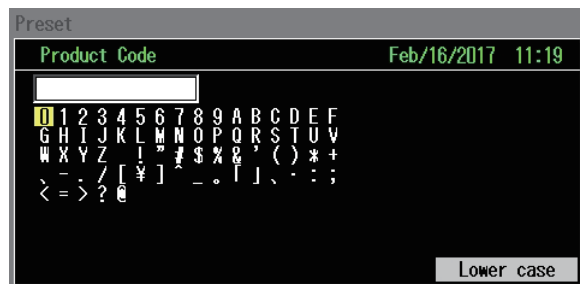 Preset
Product Code Feb/16/2017 11:19
0 1 2 3 4 5 6 7 8 9 A B C D E F
G H I J K L M N O P Q R S T U V
W X Y Z ! ” # $ % & ’ ( ) * +
、 - . / [ ¥ ] ^ _ 。 「 」 、 · : ;
< = > ? @
Lower case